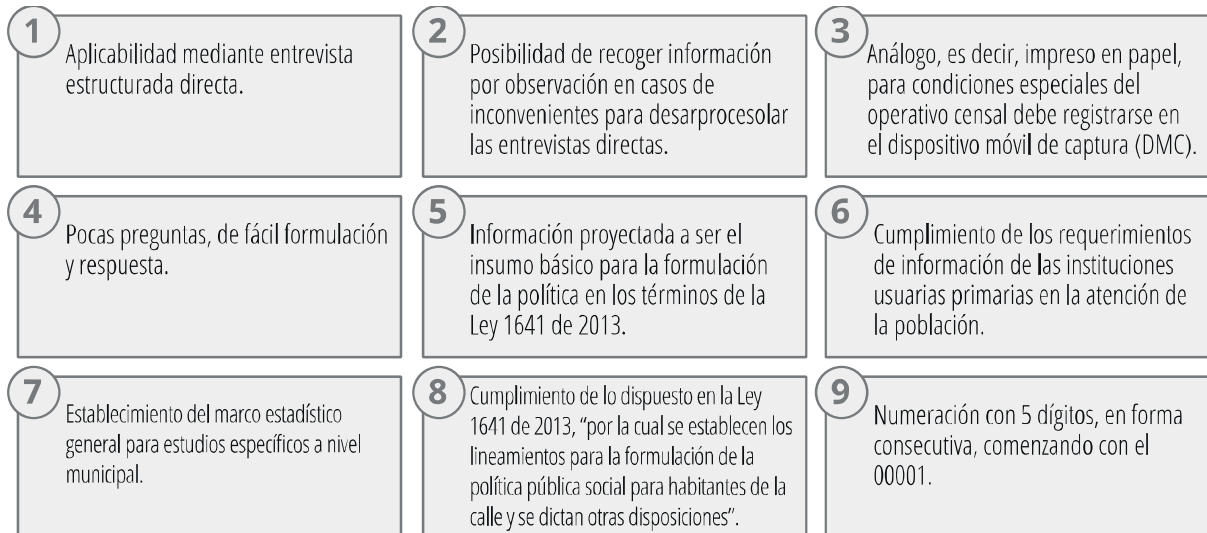 1
Aplicabilidad mediante entrevista
estructurada directa.
2
Posibilidad de recoger información
por observación en casos de
inconvenientes para desarprocesolar
las entrevistas directas.
3
Análogo, es decir, impreso en papel,
para condiciones especiales del
operativo censal debe registrarse en
el dispositivo móvil de captura (DMC).
4
Pocas preguntas, de fácil formulación
y respuesta.
5
Información proyectada a ser el
insumo básico para la formulación
de la política en los términos de la
Ley 1641 de 2013.
6
Cumplimiento de los requerimientos
de información de las instituciones
usuarias primarias en la atención de
la población.
7
Establecimiento del marco estadístico
general para estudios específicos a nivel
municipal.
8
Cumplimiento de lo dispuesto en la Ley
1641 de 2013, “por la cual se establecen los
lineamientos para la formulación de la
política pública social para habitantes de la
calle y se dictan otras disposiciones”.
9
Numeración con 5 dígitos, en forma
consecutiva, comenzando con el
00001.